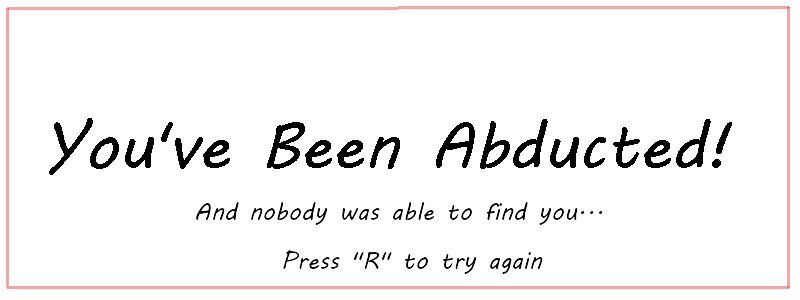 You've Been Abducted!
And nobody was able to find you...
Press "R" to try again